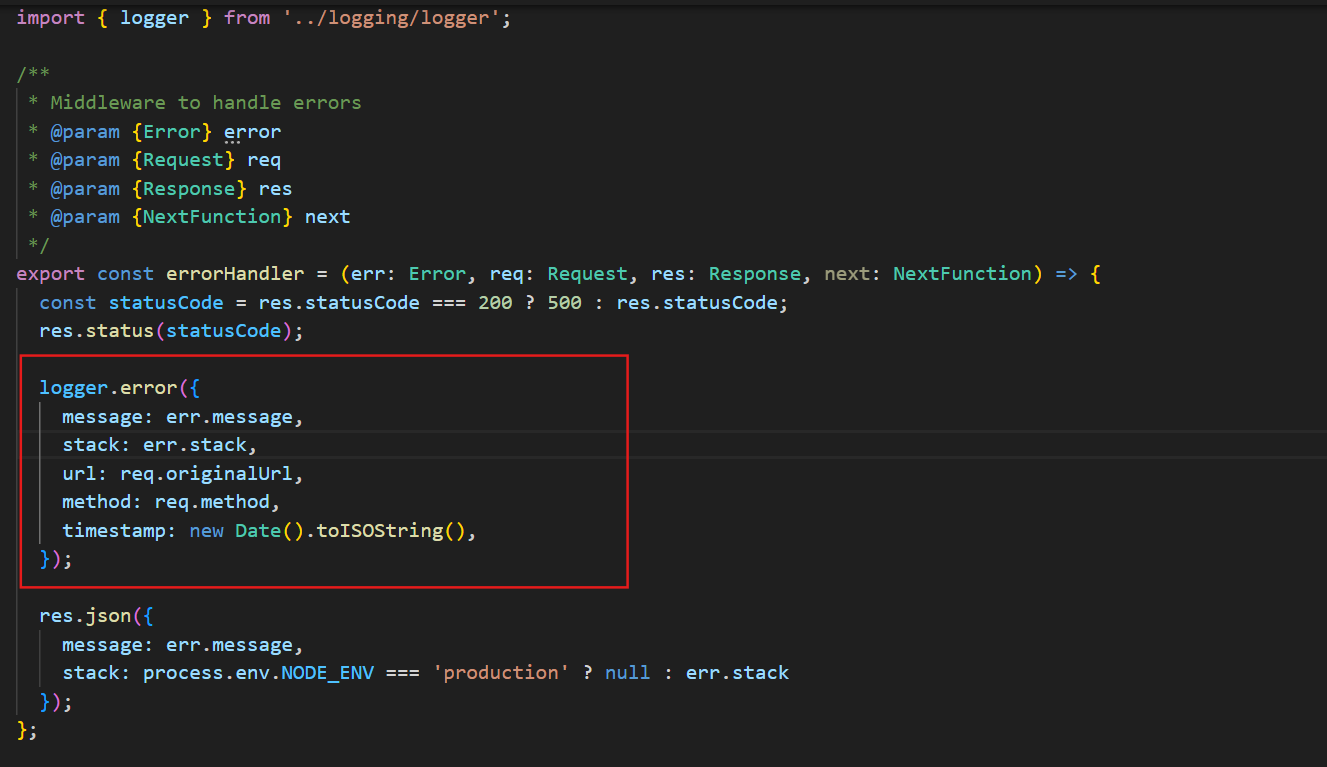 import { logger } from '../logging/logger';
/**
 * Middleware to handle errors
 * @param {Error} error
 * @param {Request} req
 * @param {Response} res
 * @param {NextFunction} next
 */
export const errorHandler = (err: Error, req: Request, res: Response, next: NextFunction) => {
  const statusCode = res.statusCode === 200 ? 500 : res.statusCode;
  res.status(statusCode);
  logger.error({
    message: err.message,
    stack: err.stack,
    url: req.originalUrl,
    method: req.method,
    timestamp: new Date().toISOString(),
  });
  res.json({
    message: err.message,
    stack: process.env.NODE_ENV === 'production' ? null : err.stack
  });
};